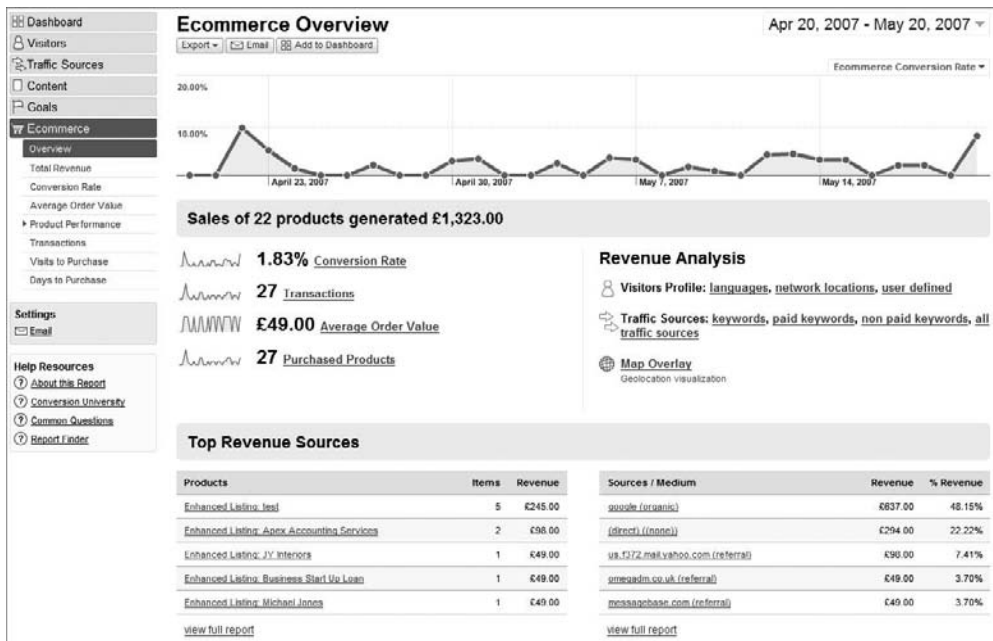 Dashboard
Visitors
Traffic Sources
Content
Goals
Ecommerce
Overview
Total Revenue
Conversion Rate
Average Order Value
Product Performance
Transactions
Visits to Purchase
Days to Purchase
Settings
Email
Help Resources
About this Report
Conversion University
Common Questions
Report Finder
Ecommerce Overview
Apr 20, 2007 - May 20, 2007
Export Email Add to Dashboard
Ecommerce Conversion Rate
20.00%
10.00%
April 23, 2007 April 30, 2007 May 7, 2007 May 14, 2007
Sales of 22 products generated £1,323.00
1.83% Conversion Rate
27 Transactions
£49.00 Average Order Value
27 Purchased Products
Revenue Analysis
Visitors Profile: languages, network locations, user defined
Traffic Sources: keywords, paid keywords, non paid keywords, all
traffic sources
Map Overlay
Geolocation visualization
Top Revenue Sources
Products Items Revenue
Enhanced Listing: test 5 £245.00
Enhanced Listing: Apex Accounting Services 2 £98.00
Enhanced Listing: JY Interiors 1 £49.00
Enhanced Listing: Business Start Up Loan 1 £49.00
Enhanced Listing: Michael Jones 1 £49.00
view full report
Sources / Medium Revenue % Revenue
google (organic) £637.00 48.15%
(direct) ((none)) £294.00 22.22%
us.f372.mail.yahoo.com (referral) £98.00 7.41%
omegadm.co.uk (referral) £49.00 3.70%
messagebase.com (referral) £49.00 3.70%
view full report